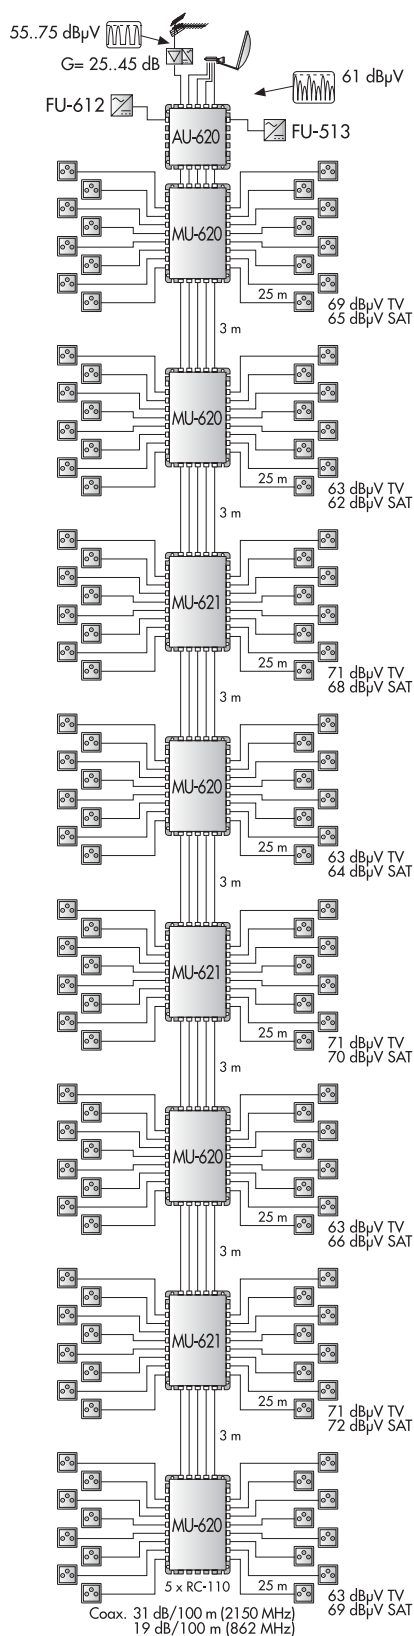 55..75 dBµV
G= 25..45 dB
61 dBµV
FU-612
AU-620
FU-513
MU-620
25 m
69 dBµV TV
65 dBµV SAT
3 m
MU-620
25 m
63 dBµV TV
62 dBµV SAT
3 m
MU-621
25 m
71 dBµV TV
68 dBµV SAT
3 m
MU-620
25 m
63 dBµV TV
64 dBµV SAT
3 m
MU-621
25 m
71 dBµV TV
70 dBµV SAT
3 m
MU-620
25 m
63 dBµV TV
66 dBµV SAT
3 m
MU-621
25 m
71 dBµV TV
72 dBµV SAT
3 m
MU-620
5 x RC-110
25 m
63 dBµV TV
69 dBµV SAT
Coax. 31 dB/100 m (2150 MHz)
19 dB/100 m (862 MHz)